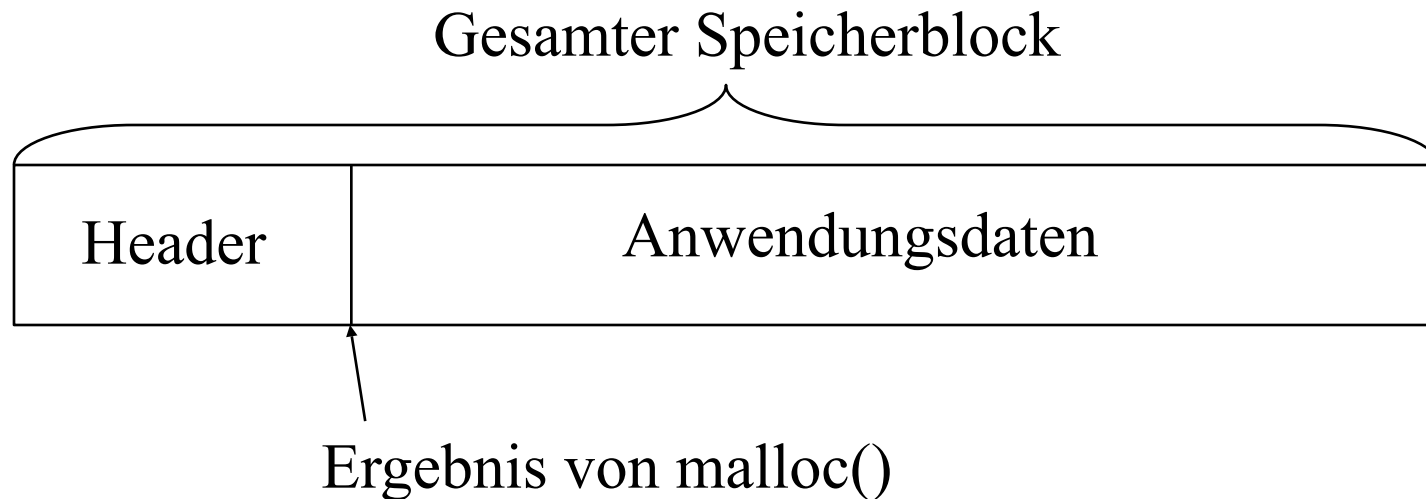 Gesamter Speicherblock
Header
Anwendungsdaten
Ergebnis von malloc()